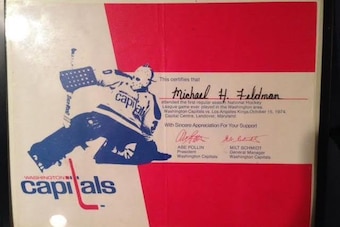 This certifies that
Michael H. Feldman
attended the first regular season National Hockey
League game ever played in the Washington area
Washington Capitals vs. Los Angeles Kings, October 15, 1974,
Capital Centre, Landover, Maryland
With Sincere Appreciation For Your Support
ABE POLLIN
President
Washington Capitals
MILT SCHMIDT
General Manager
Washington Capitals
capitals
WASHINGTON
capitals